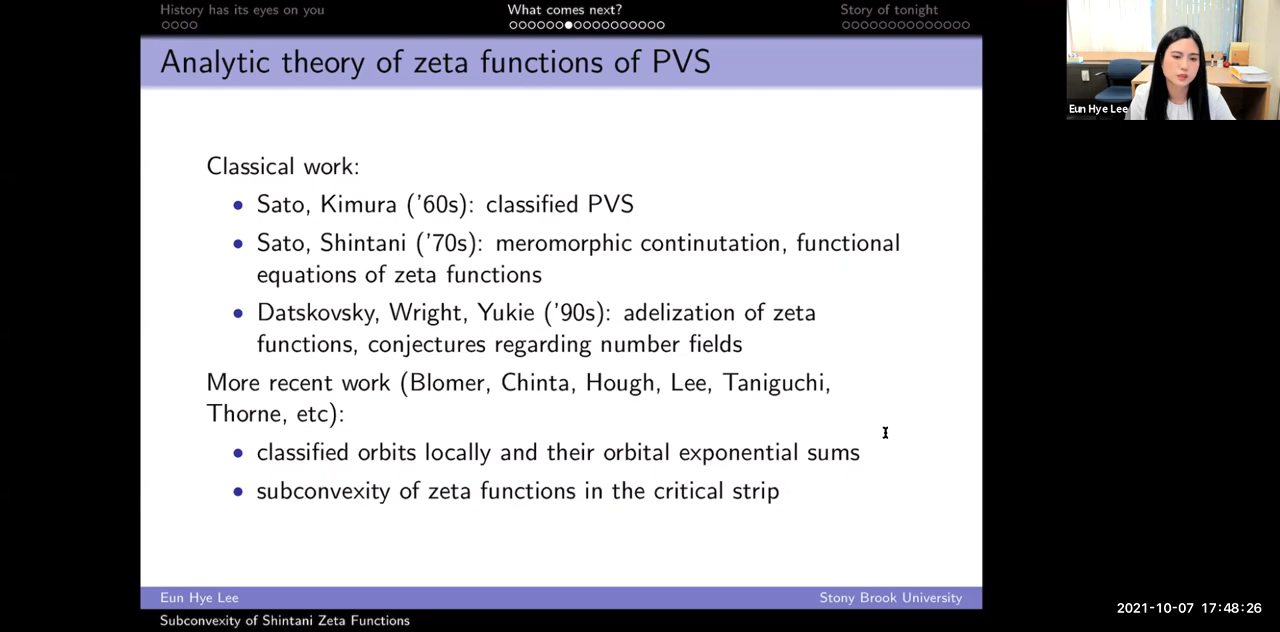 History has its eyes on you
What comes next?
Story of tonight
Analytic theory of zeta functions of PVS
Eun Hye Lee
Classical work:
• Sato, Kimura ('60s): classified PVS
• Sato, Shintani ('70s): meromorphic continutation, functional
equations of zeta functions
• Datskovsky, Wright, Yukie ('90s): adelization of zeta
functions, conjectures regarding number fields
More recent work (Blomer, Chinta, Hough, Lee, Taniguchi,
Thorne, etc):
• classified orbits locally and their orbital exponential sums
• subconvexity of zeta functions in the critical strip
Eun Hye Lee
Stony Brook University
Subconvexity of Shintani Zeta Functions
2021-10-07 17:48:26